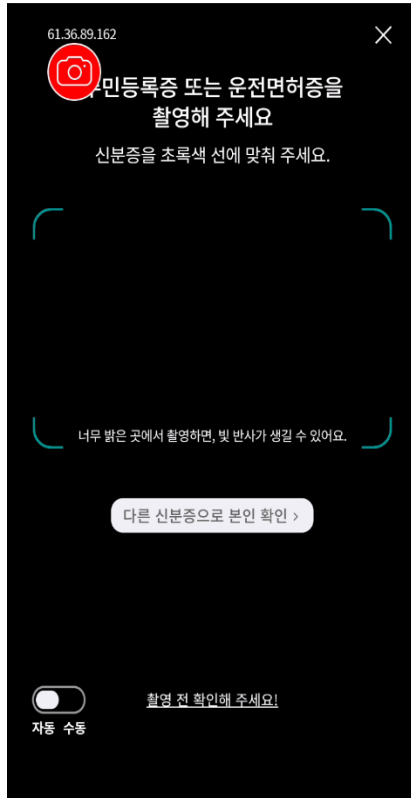 61.36.89.162
민등록증 또는 운전면허증을
촬영해 주세요
신분증을 초록색 선에 맞춰 주세요.
너무 밝은 곳에서 촬영하면, 빛 반사가 생길 수 있어요.
다른 신분증으로 본인 확인 >
촬영 전 확인해 주세요!
자동 수동